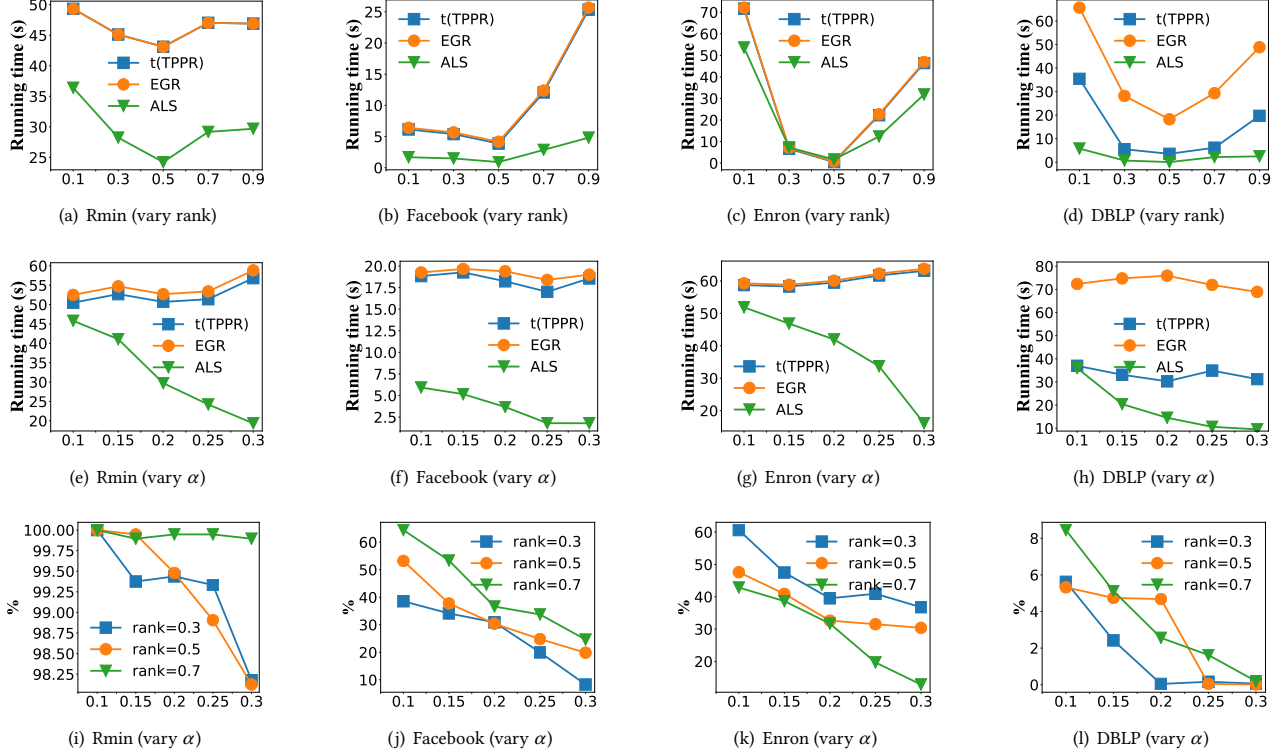 Running time (s)
50
45
40
35
30
25
t(TPPR)
EGR
ALS
0.1 0.3 0.5 0.7 0.9
(a) Rmin (vary rank)
Running time (s)
25
20
15
10
5
0
t(TPPR)
EGR
ALS
0.1 0.3 0.5 0.7 0.9
(b) Facebook (vary rank)
Running time (s)
70
60
50
40
30
20
10
0
t(TPPR)
EGR
ALS
0.1 0.3 0.5 0.7 0.9
(c) Enron (vary rank)
Running time (s)
60
50
40
30
20
10
0
t(TPPR)
EGR
ALS
0.1 0.3 0.5 0.7 0.9
(d) DBLP (vary rank)
Running time (s)
60
55
50
45
40
35
30
25
20
t(TPPR)
EGR
ALS
0.1 0.15 0.2 0.25 0.3
(e) Rmin (vary α)
Running time (s)
20.0
17.5
15.0
12.5
10.0
7.5
5.0
2.5
t(TPPR)
EGR
ALS
0.1 0.15 0.2 0.25 0.3
(f) Facebook (vary α)
Running time (s)
60
50
40
30
20
t(TPPR)
EGR
ALS
0.1 0.15 0.2 0.25 0.3
(g) Enron (vary α)
Running time (s)
80
70
60
50
40
30
20
10
t(TPPR)
EGR
ALS
0.1 0.15 0.2 0.25 0.3
(h) DBLP (vary α)
%
100.00
99.75
99.50
99.25
99.00
98.75
98.50
98.25
rank=0.3
rank=0.5
rank=0.7
0.1 0.15 0.2 0.25 0.3
(i) Rmin (vary α)
%
60
50
40
30
20
10
rank=0.3
rank=0.5
rank=0.7
0.1 0.15 0.2 0.25 0.3
(j) Facebook (vary α)
%
60
50
40
30
20
rank=0.3
rank=0.5
rank=0.7
0.1 0.15 0.2 0.25 0.3
(k) Enron (vary α)
%
8
6
4
2
0
rank=0.3
rank=0.5
rank=0.7
0.1 0.15 0.2 0.25 0.3
(l) DBLP (vary α)